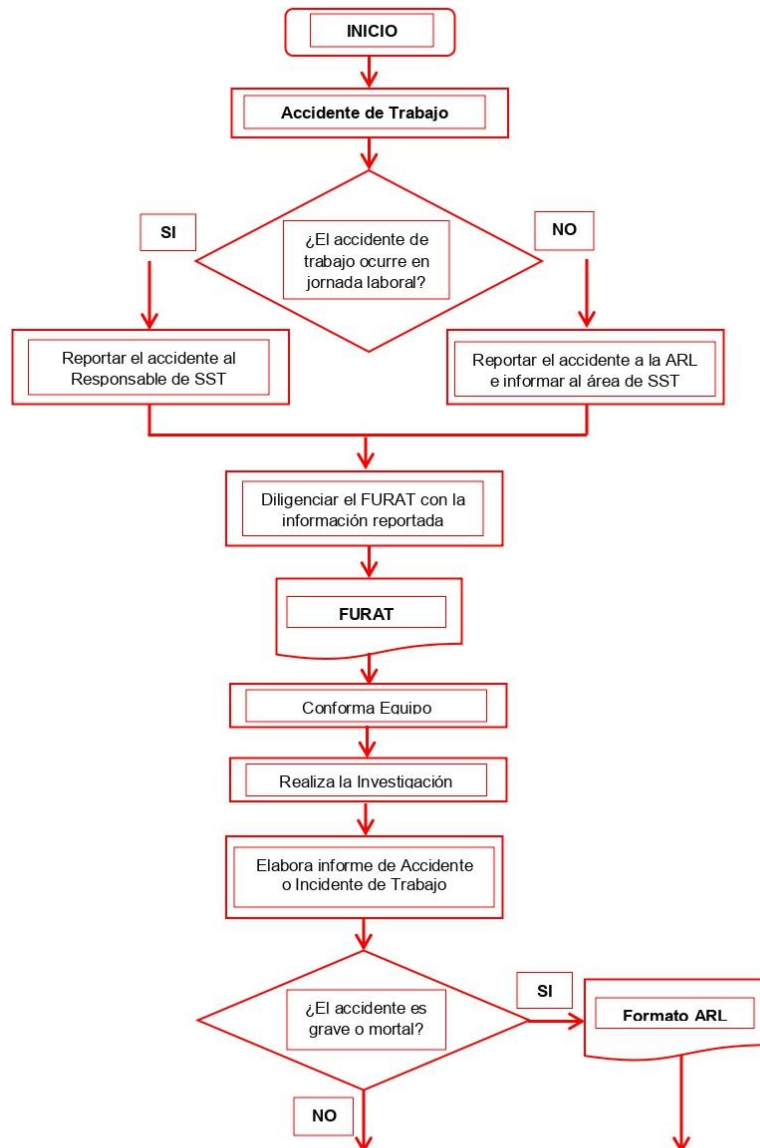 INICIO
Accidente de Trabajo
SI
NO
¿El accidente de
trabajo ocurre en
jornada laboral?
Reportar el accidente al
Responsable de SST
Reportar el accidente a la ARL
e informar al área de SST
Diligenciar el FURAT con la
información reportada
FURAT
Conforma Equipo
Realiza la Investigación
Elabora informe de Accidente
o Incidente de Trabajo
¿El accidente es
grave o mortal?
SI
Formato ARL
NO